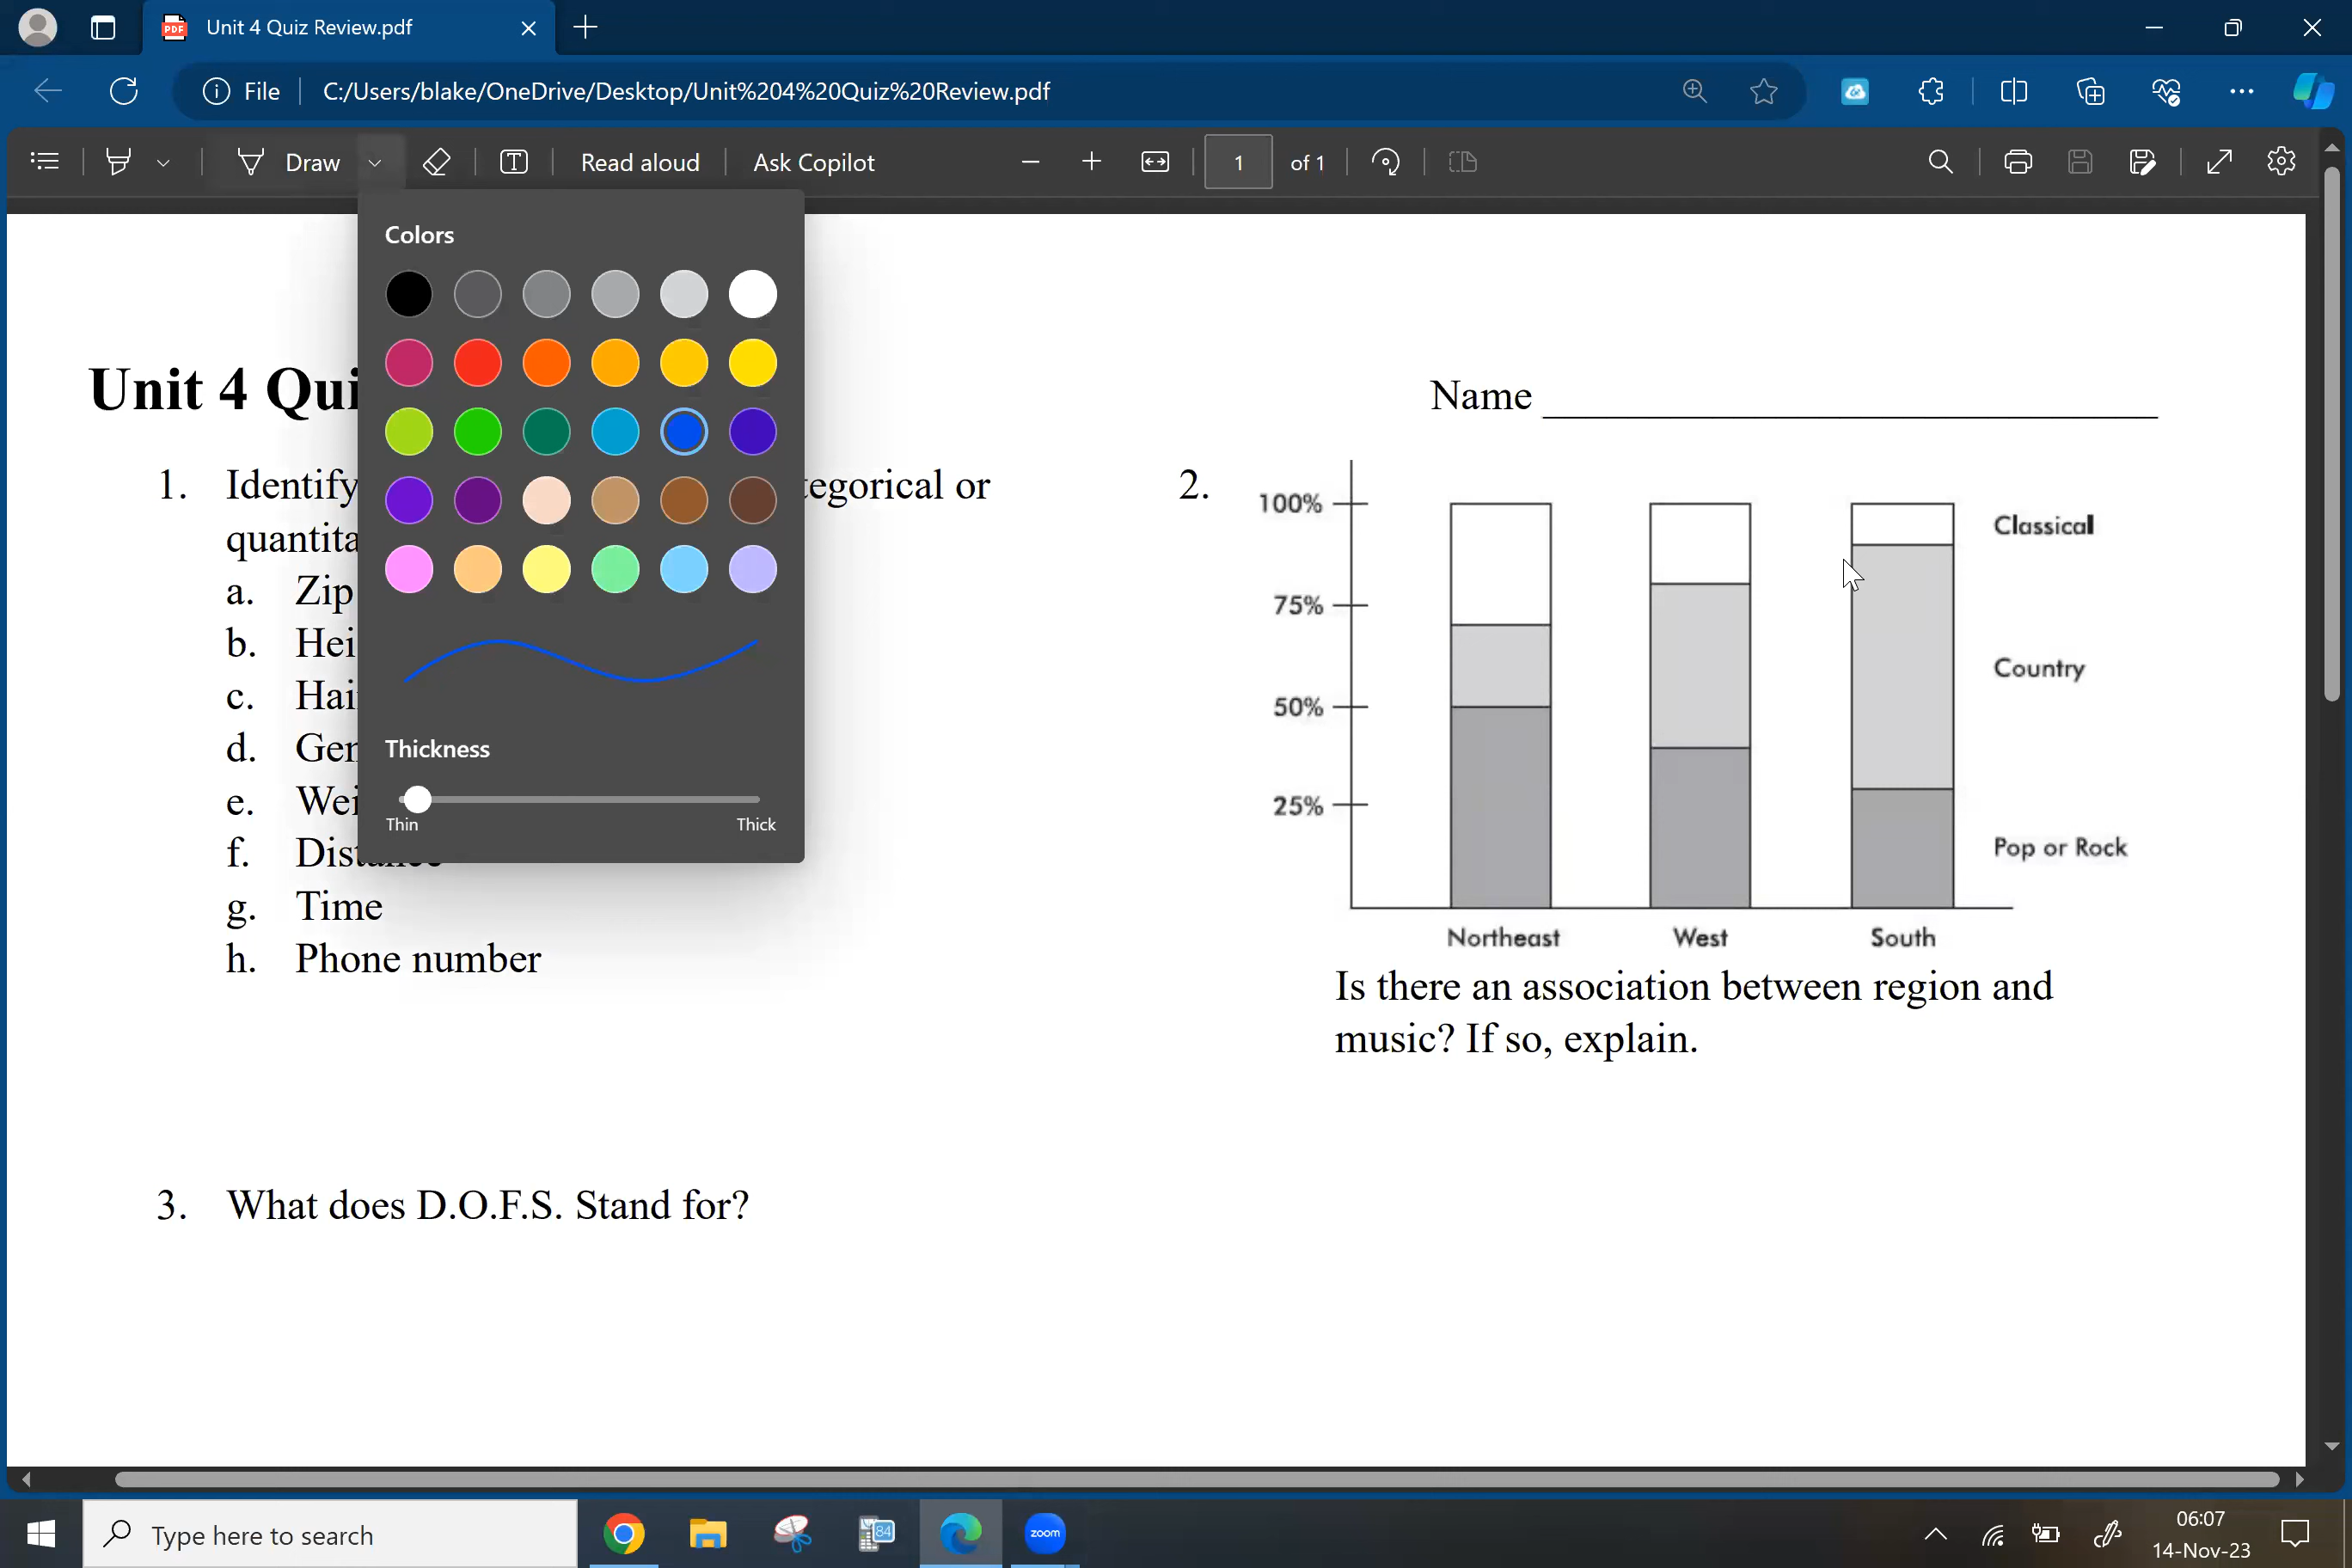 Unit 4 Quiz Review.pdf
File
C:/Users/blake/OneDrive/Desktop/Unit%204%20Quiz%20Review.pdf
Draw
Read aloud
Ask Copilot
1
of 1
Colors
Thickness
Thin
Thick
Unit 4 Qui
Name
1. Identify
tegorical or
quantita
a. Zip
b. Hei
c. Hai
d. Gen
e. Wei
f. Distance
g. Time
h. Phone number
2.
100%
75%
50%
25%
Classical
Country
Pop or Rock
Northeast
West
South
Is there an association between region and
music? If so, explain.
3. What does D.O.F.S. Stand for?
Type here to search
84
zoom
06:07
14-Nov-23